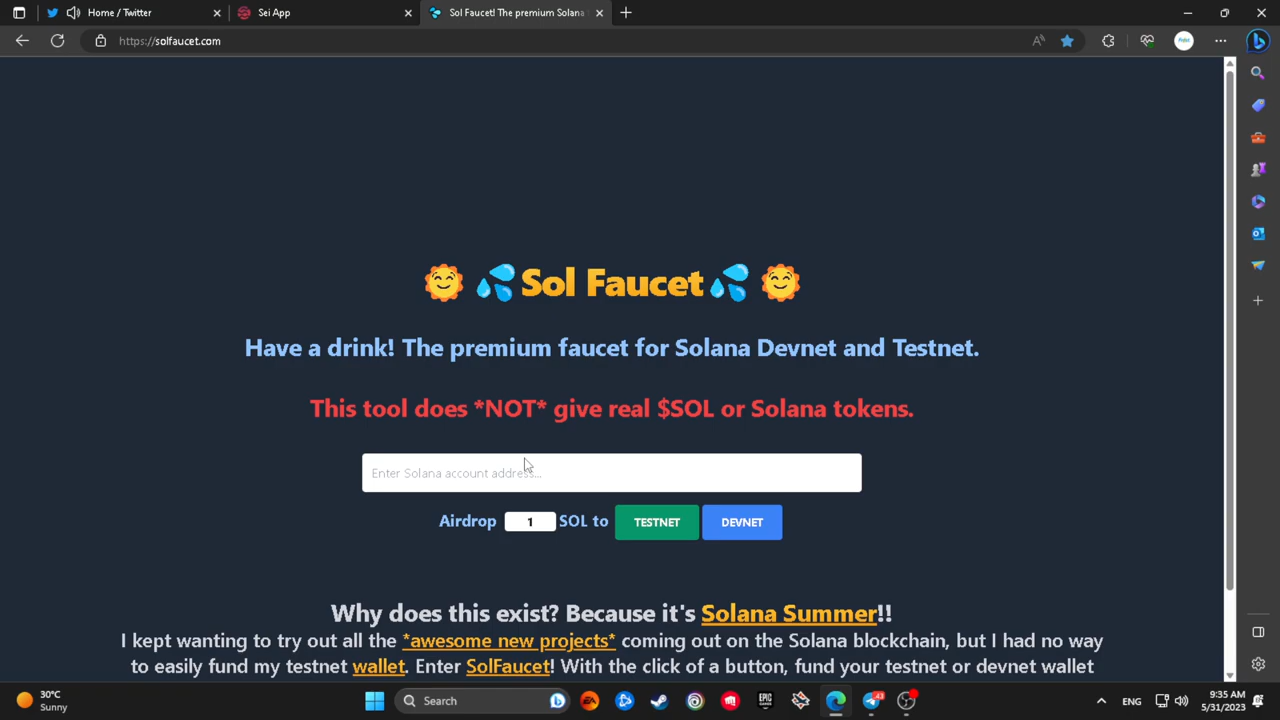 Home / Twitter
Sei App
Sol Faucet! The premium Solana
https://solfaucet.com
Sol Faucet
Have a drink! The premium faucet for Solana Devnet and Testnet.
This tool does *NOT* give real $SOL or Solana tokens.
Enter Solana account address...
Airdrop 1 SOL to TESTNET DEVNET
Why does this exist? Because it's Solana Summer!!
I kept wanting to try out all the *awesome new projects* coming out on the Solana blockchain, but I had no way
to easily fund my testnet wallet. Enter SolFaucet! With the click of a button, fund your testnet or devnet wallet
30°C
Sunny
Search
EA
EPIC
GAMES
43
ENG
9:35 AM
5/31/2023